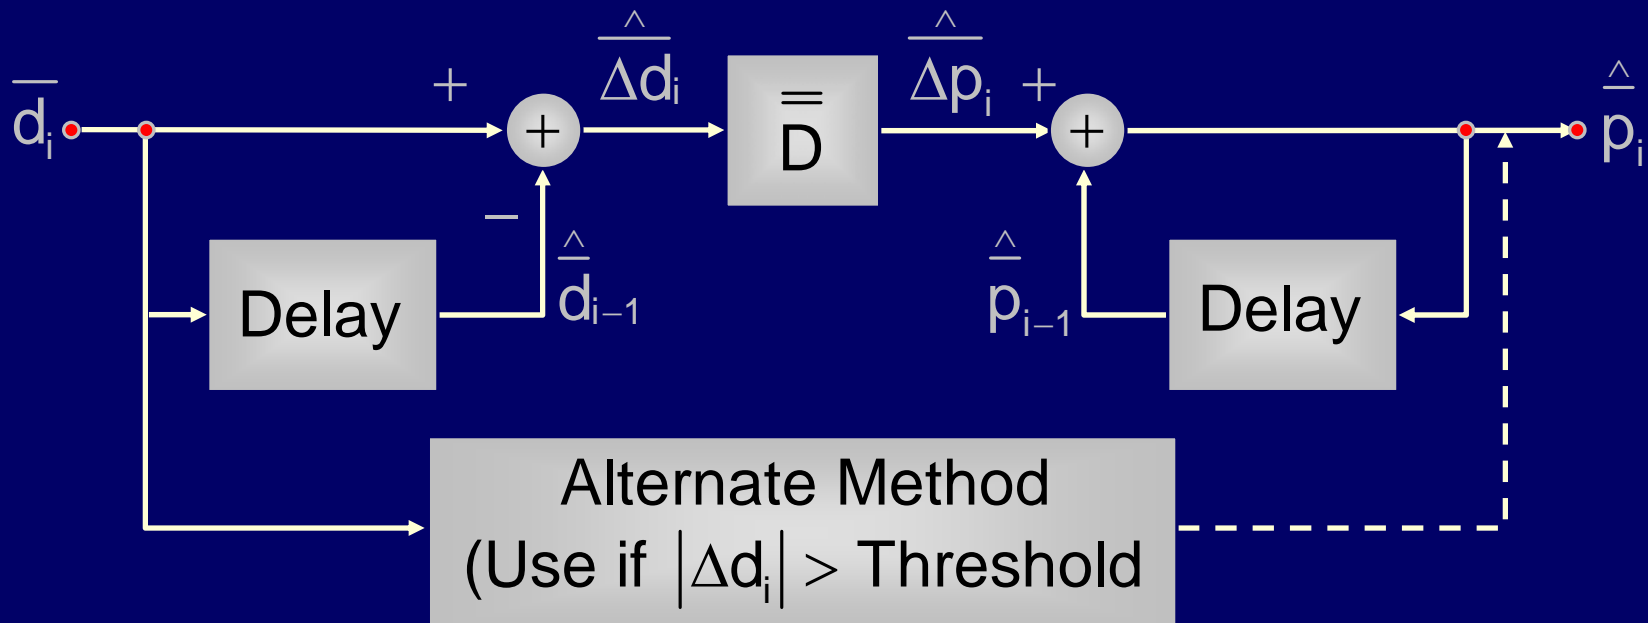 d̅ᵢ
+
−
Δd̅̂ᵢ
D̿
Δp̅̂ᵢ
+
p̅̂ᵢ
+
+
Delay
d̅̂ᵢ₋₁
p̅̂ᵢ₋₁
Delay
Alternate Method
(Use if |Δdᵢ| > Threshold